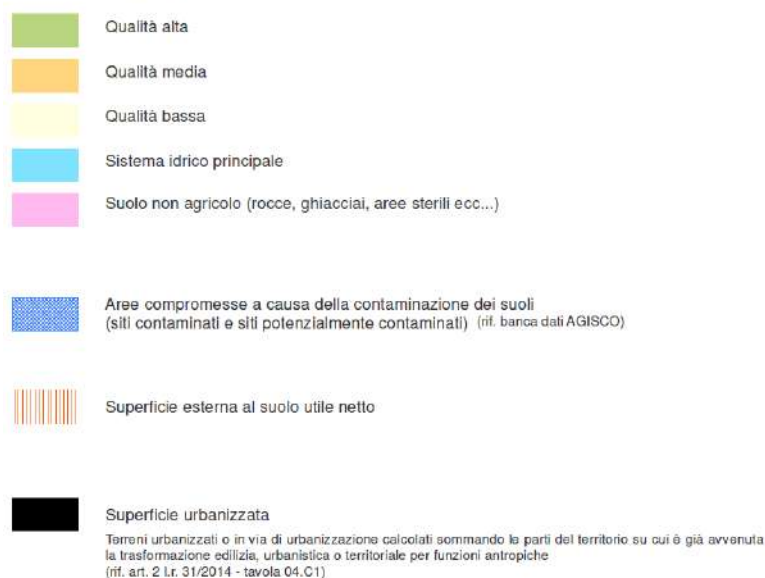 Qualità alta
Qualità media
Qualità bassa
Sistema idrico principale
Suolo non agricolo (rocce, ghiacciai, aree sterili ecc...)
Aree compromesse a causa della contaminazione dei suoli
(siti contaminati e siti potenzialmente contaminati) (rif. banca dati AGISCO)
Superficie esterna al suolo utile netto
Superficie urbanizzata
Terreni urbanizzati o in via di urbanizzazione calcolati sommando le parti del territorio su cui è già avvenuta
la trasformazione edilizia, urbanistica o territoriale per funzioni antropiche
(rif. art. 2 l.r. 31/2014 - tavola 04.C1)